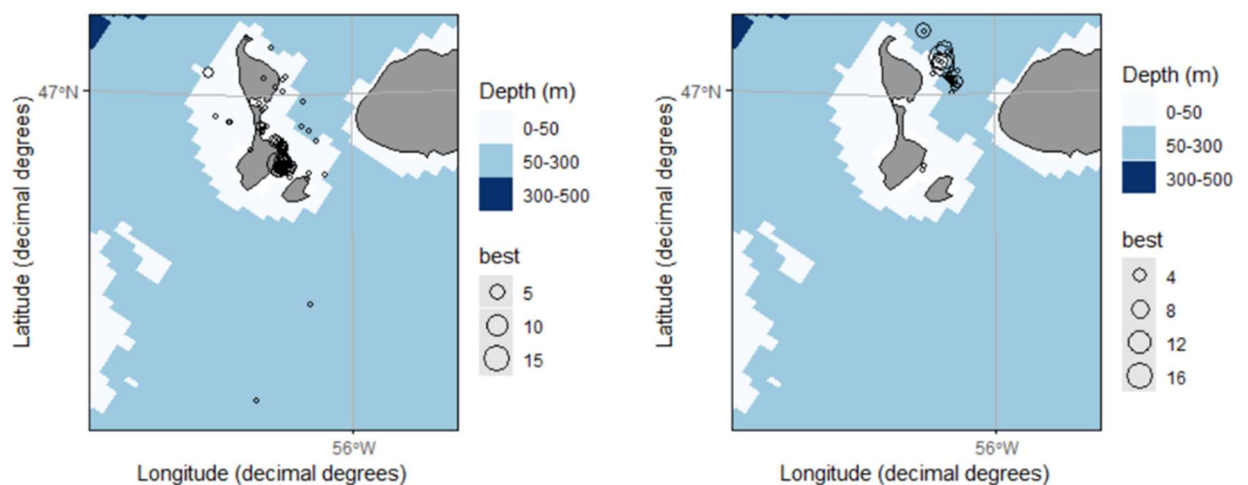 47°N
Latitude (decimal degrees)
56°W
Longitude (decimal degrees)
Depth (m)
0-50
50-300
300-500
best
5
10
15
47°N
Latitude (decimal degrees)
56°W
Longitude (decimal degrees)
Depth (m)
0-50
50-300
300-500
best
4
8
12
16